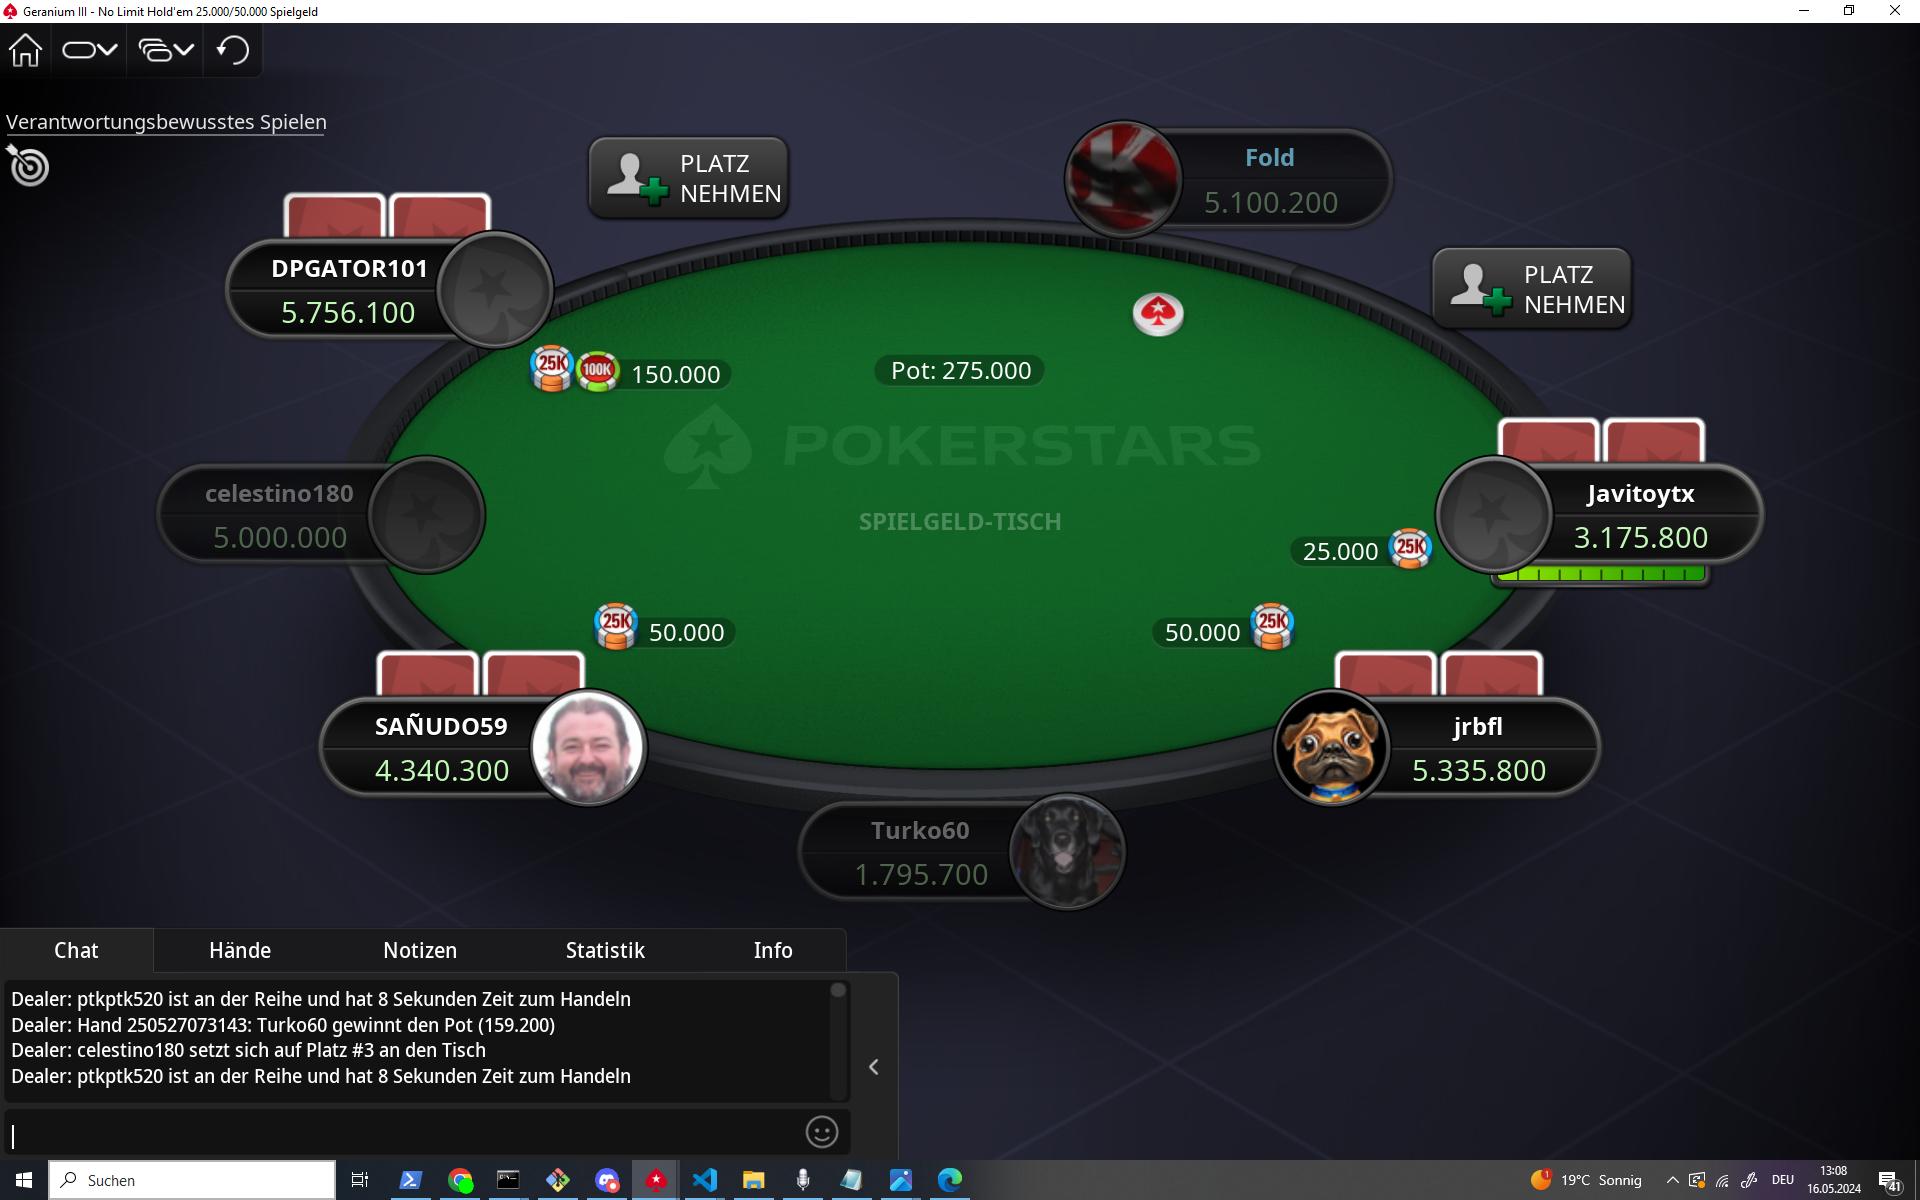 Geranium III - No Limit Hold'em 25.000/50.000 Spielgeld
Verantwortungsbewusstes Spielen
PLATZ
NEHMEN
Fold
5.100.200
DPGATOR101
5.756.100
PLATZ
NEHMEN
25K
100K
150.000
Pot: 275.000
POKERSTARS
SPIELGELD-TISCH
celestino180
5.000.000
Javitoytx
3.175.800
25.000
25K
25K
50.000
50.000
25K
SAÑUDO59
4.340.300
jrbfl
5.335.800
Turko60
1.795.700
Chat
Hände
Notizen
Statistik
Info
Dealer: ptkptk520 ist an der Reihe und hat 8 Sekunden Zeit zum Handeln
Dealer: Hand 250527073143: Turko60 gewinnt den Pot (159.200)
Dealer: celestino180 setzt sich auf Platz #3 an den Tisch
Dealer: ptkptk520 ist an der Reihe und hat 8 Sekunden Zeit zum Handeln
Suchen
1
19°C Sonnig
DEU
13:08
16.05.2024
41